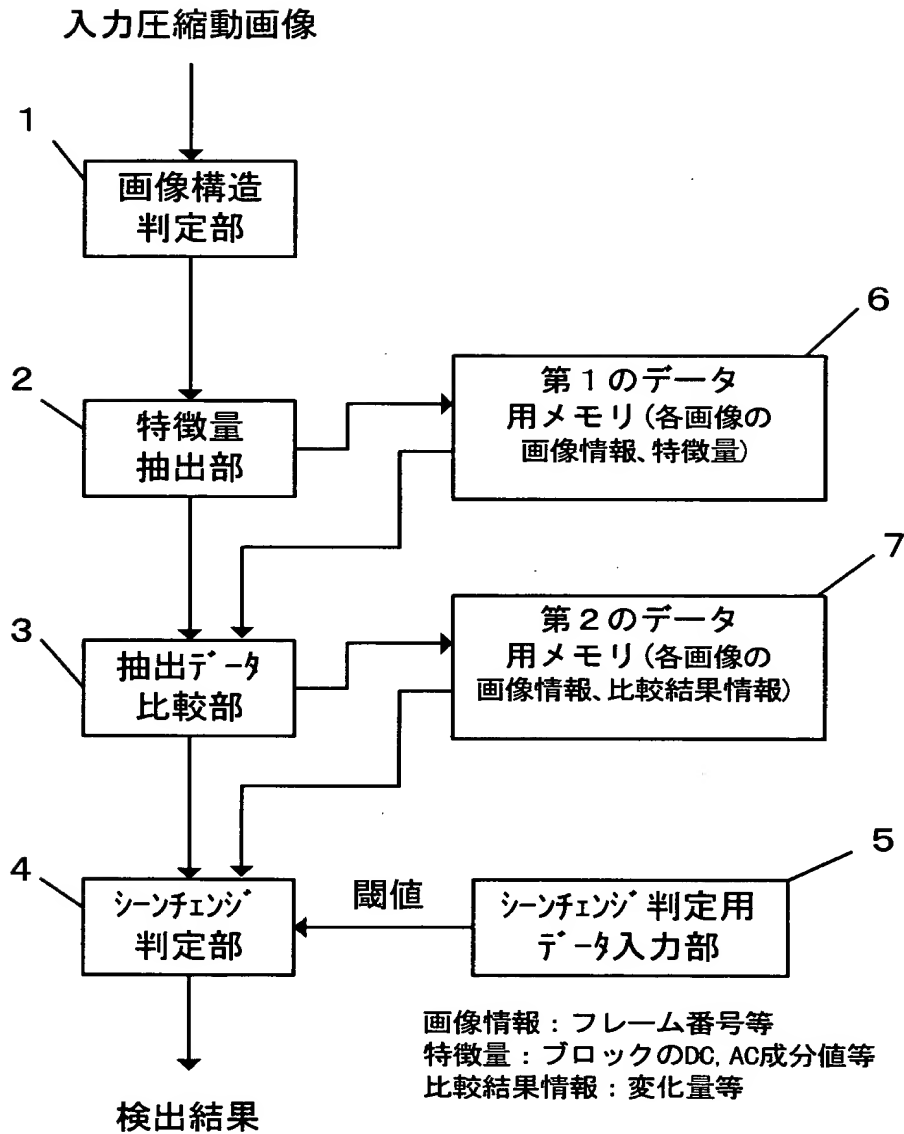 入力圧縮動画像
1
画像構造
判定部
2
特徴量
抽出部
6
第１のデータ
用メモリ(各画像の
画像情報、特徴量)
7
3
抽出ﾃﾞｰﾀ
比較部
第２のデータ
用メモリ(各画像の
画像情報、比較結果情報)
4
ｼｰﾝﾁｪﾝｼﾞ
判定部
閾値
5
ｼｰﾝﾁｪﾝｼﾞ判定用
ﾃﾞｰﾀ入力部
画像情報：フレーム番号等
特徴量：ブロックのDC, AC成分値等
比較結果情報：変化量等
検出結果